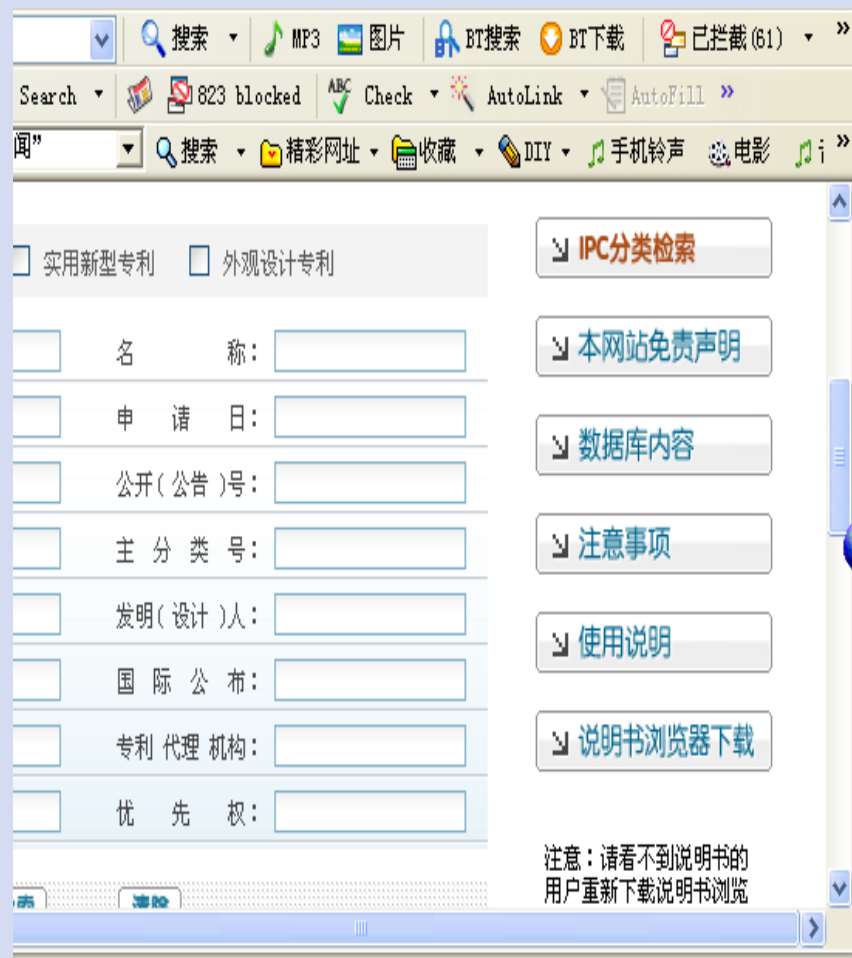 搜索 MP3 图片 BT搜索 BT下载 已拦截(61) »
Search 823 blocked ABC Check AutoLink AutoFill »
闻” 搜索 精彩网址 收藏 DIY 手机铃声 电影 »
实用新型专利 外观设计专利
IPC分类检索
名 称：
本网站免责声明
申 请 日：
数据库内容
公开(公告)号：
主 分 类 号：
注意事项
发明(设计)人：
使用说明
国 际 公 布：
专利 代理 机构：
说明书浏览器下载
优 先 权：
注意：请看不到说明书的
用户重新下载说明书浏览
清除